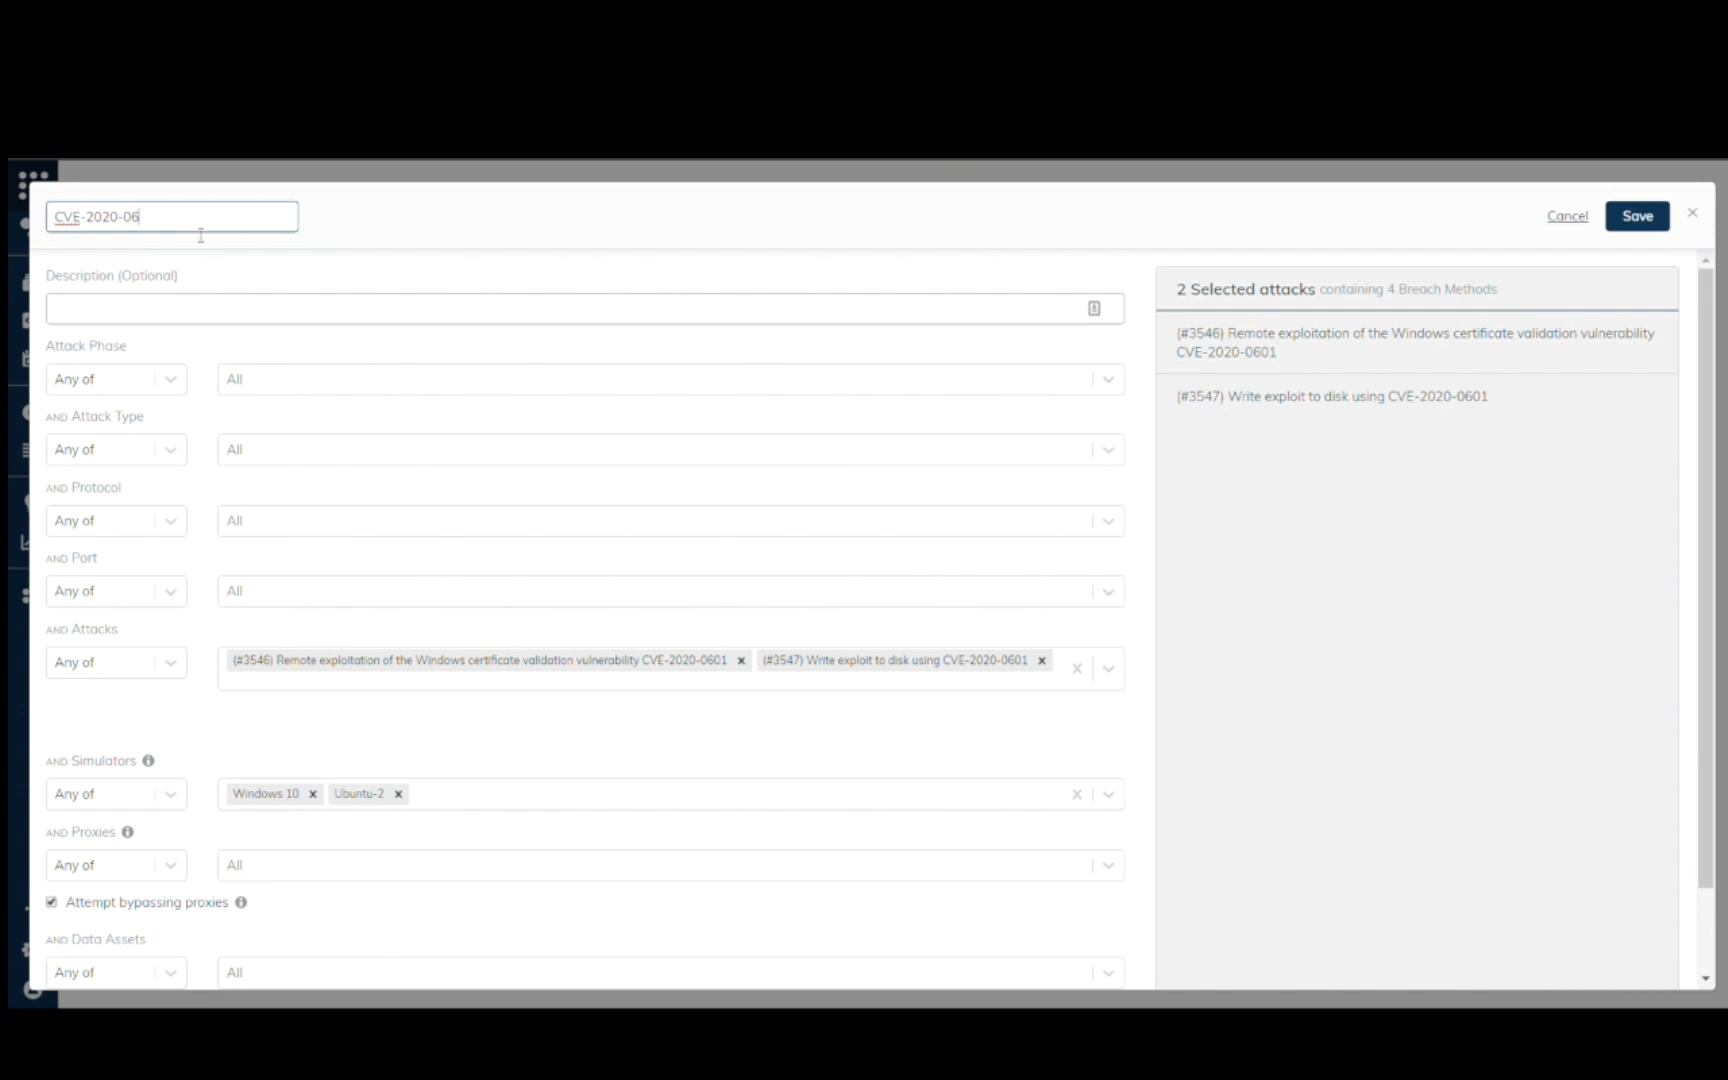 CVE-2020-06
Cancel
Save
Description (Optional)
Attack Phase
Any of
All
AND Attack Type
Any of
All
AND Protocol
Any of
All
AND Port
Any of
All
AND Attacks
Any of
(#3546) Remote exploitation of the Windows certificate validation vulnerability CVE-2020-0601
(#3547) Write exploit to disk using CVE-2020-0601
AND Simulators
Any of
Windows 10
Ubuntu-2
AND Proxies
Any of
All
Attempt bypassing proxies
AND Data Assets
Any of
All
2 Selected attacks containing 4 Breach Methods
(#3546) Remote exploitation of the Windows certificate validation vulnerability
CVE-2020-0601
(#3547) Write exploit to disk using CVE-2020-0601